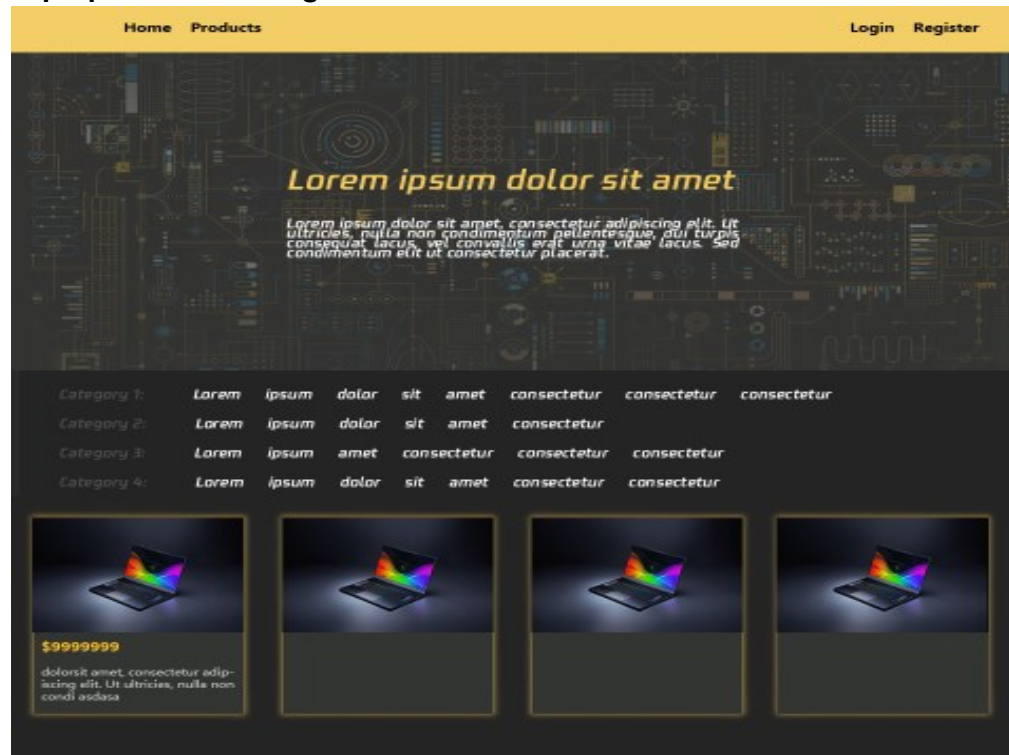 Home Products Login Register
Lorem ipsum dolor sit amet
Lorem ipsum dolor sit amet, consectetur adipiscing elit. Ut
ultricies, nulla non condimentum pellentesque, dui turpis
consequat lacus, vel convallis erat urna vitae lacus. Sed
condimentum elit ut consectetur placerat.
Category 1: Lorem ipsum dolor sit amet consectetur consectetur consectetur
Category 2: Lorem ipsum dolor sit amet consectetur
Category 3: Lorem ipsum amet consectetur consectetur consectetur
Category 4: Lorem ipsum dolor sit amet consectetur consectetur
$9999999
dolorsit amet, consectetur adip-
iscing elit. Ut ultricies, nulla non
condi asdasa